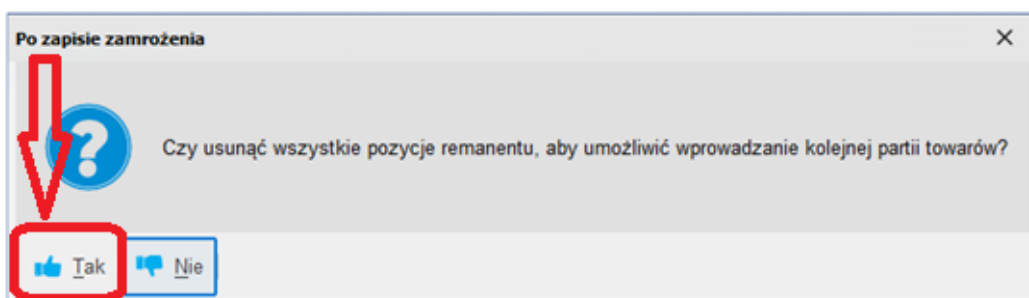 Po zapisie zamrożenia
Czy usunąć wszystkie pozycje remanentu, aby umożliwić wprowadzanie kolejnej partii towarów?
Tak Nie